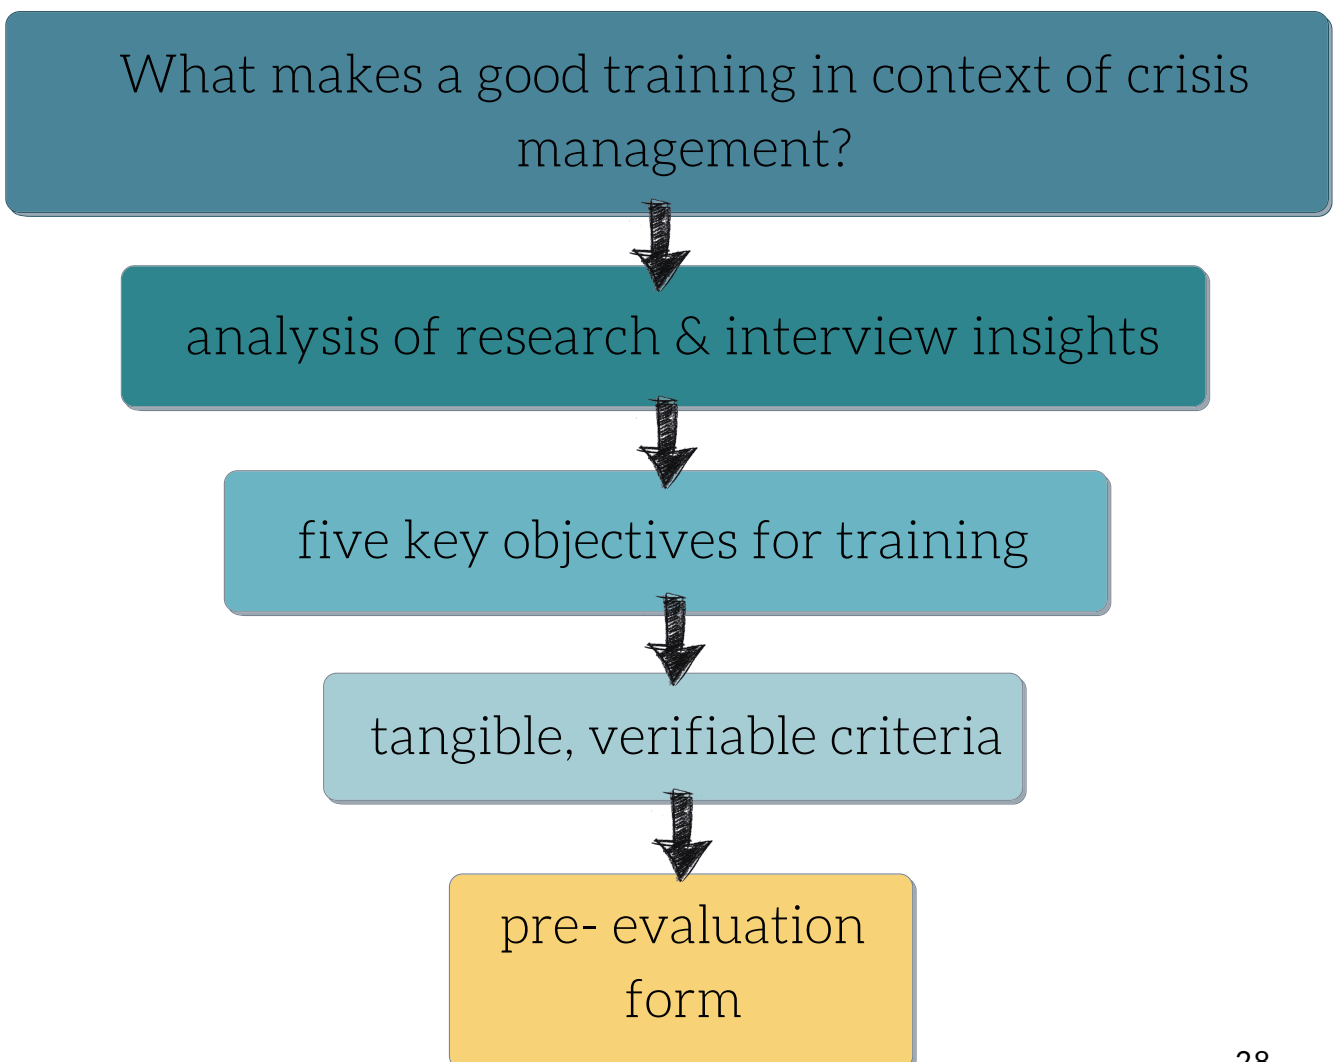 What makes a good training in context of crisis
management?
analysis of research & interview insights
five key objectives for training
tangible, verifiable criteria
pre- evaluation
form
28